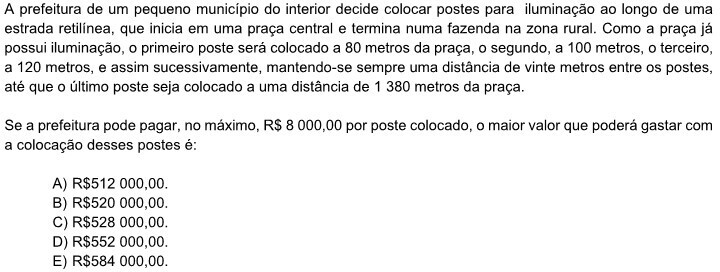 A prefeitura de um pequeno município do interior decide colocar postes para iluminação ao longo de uma
estrada retilínea, que inicia em uma praça central e termina numa fazenda na zona rural. Como a praça já
possui iluminação, o primeiro poste será colocado a 80 metros da praça, o segundo, a 100 metros, o terceiro,
a 120 metros, e assim sucessivamente, mantendo-se sempre uma distância de vinte metros entre os postes,
até que o último poste seja colocado a uma distância de 1 380 metros da praça.
Se a prefeitura pode pagar, no máximo, R$ 8 000,00 por poste colocado, o maior valor que poderá gastar com
a colocação desses postes é:
A) R$512 000,00.
B) R$520 000,00.
C) R$528 000,00.
D) R$552 000,00.
E) R$584 000,00.